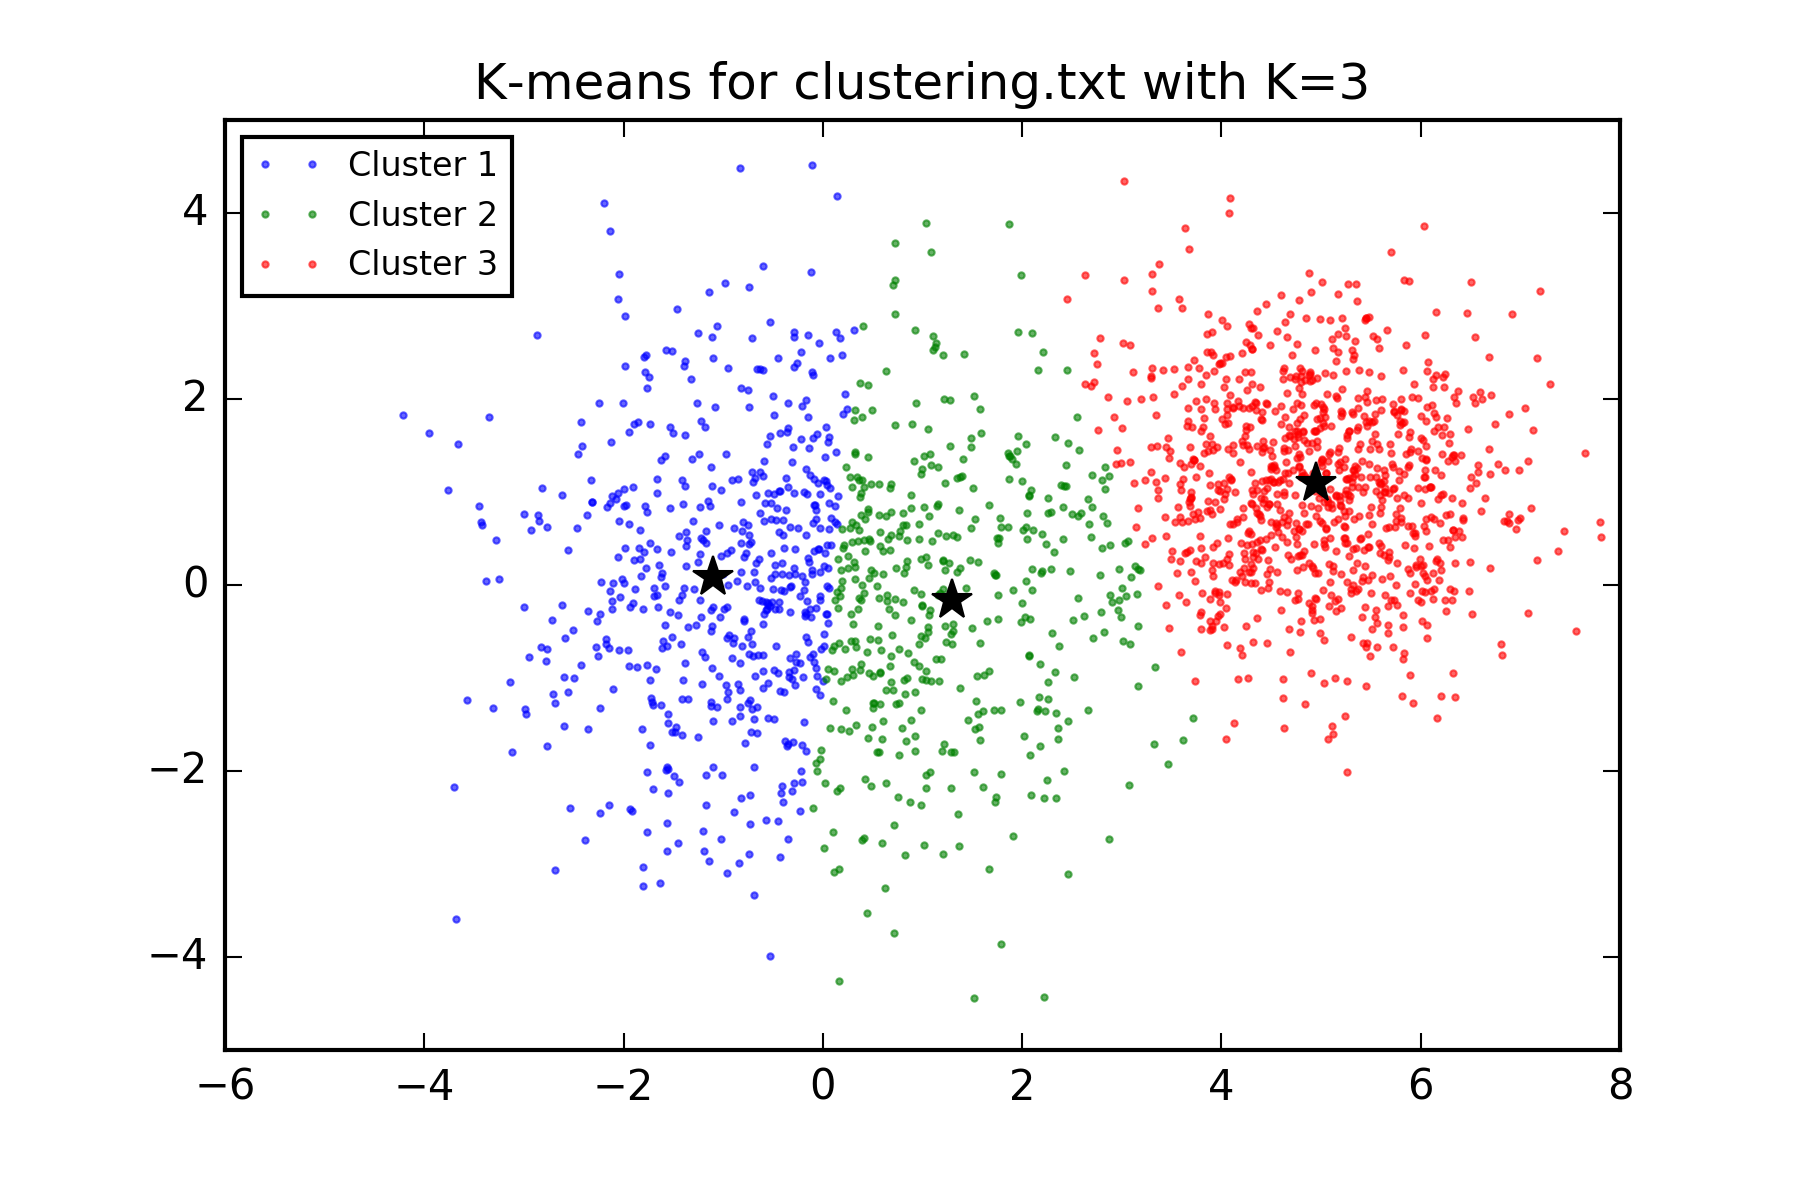 K-means for clustering.txt with K=3
Cluster 1
Cluster 2
Cluster 3
4
2
0
−2
−4
−6 −4 −2 0 2 4 6 8